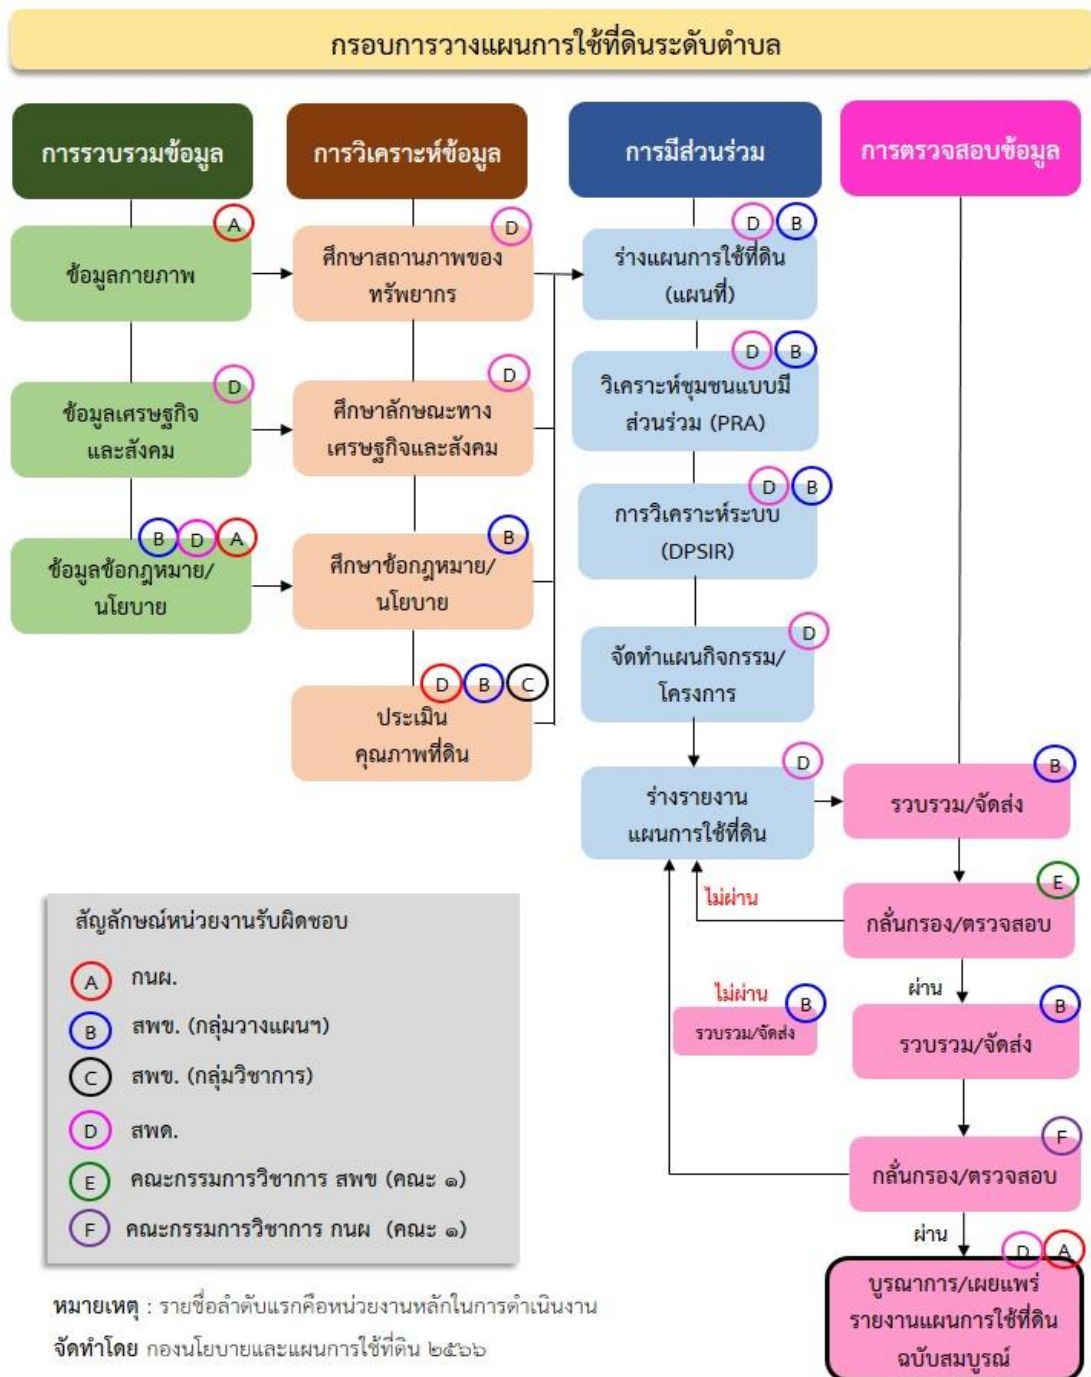 กรอบการวางแผนการใช้ที่ดินระดับตำบล
การรวบรวมข้อมูล
A
ข้อมูลกายภาพ
D
ข้อมูลเศรษฐกิจ
และสังคม
B D A
ข้อมูลข้อกฎหมาย/
นโยบาย
การวิเคราะห์ข้อมูล
D
ศึกษาสถานภาพของ
ทรัพยากร
D
ศึกษาลักษณะทาง
เศรษฐกิจและสังคม
B
ศึกษาข้อกฎหมาย/
นโยบาย
D B C
ประเมิน
คุณภาพที่ดิน
การมีส่วนร่วม
D B
ร่างแผนการใช้ที่ดิน
(แผนที่)
D B
วิเคราะห์ชุมชนแบบมี
ส่วนร่วม (PRA)
D B
การวิเคราะห์ระบบ
(DPSIR)
D
จัดทำแผนกิจกรรม/
โครงการ
D
ร่างรายงาน
แผนการใช้ที่ดิน
การตรวจสอบข้อมูล
B
รวบรวม/จัดส่ง
E
กลั่นกรอง/ตรวจสอบ
ไม่ผ่าน
ผ่าน
B
รวบรวม/จัดส่ง
ไม่ผ่าน
B
รวบรวม/จัดส่ง
F
กลั่นกรอง/ตรวจสอบ
ผ่าน
D A
บูรณาการ/เผยแพร่
รายงานแผนการใช้ที่ดิน
ฉบับสมบูรณ์
สัญลักษณ์หน่วยงานรับผิดชอบ
A กนผ.
B สพข. (กลุ่มวางแผนฯ)
C สพข. (กลุ่มวิชาการ)
D สพด.
E คณะกรรมการวิชาการ สพข (คณะ ๑)
F คณะกรรมการวิชาการ กนผ (คณะ ๑)
หมายเหตุ : รายชื่อลำดับแรกคือหน่วยงานหลักในการดำเนินงาน
จัดทำโดย กองนโยบายและแผนการใช้ที่ดิน ๒๕๖๖